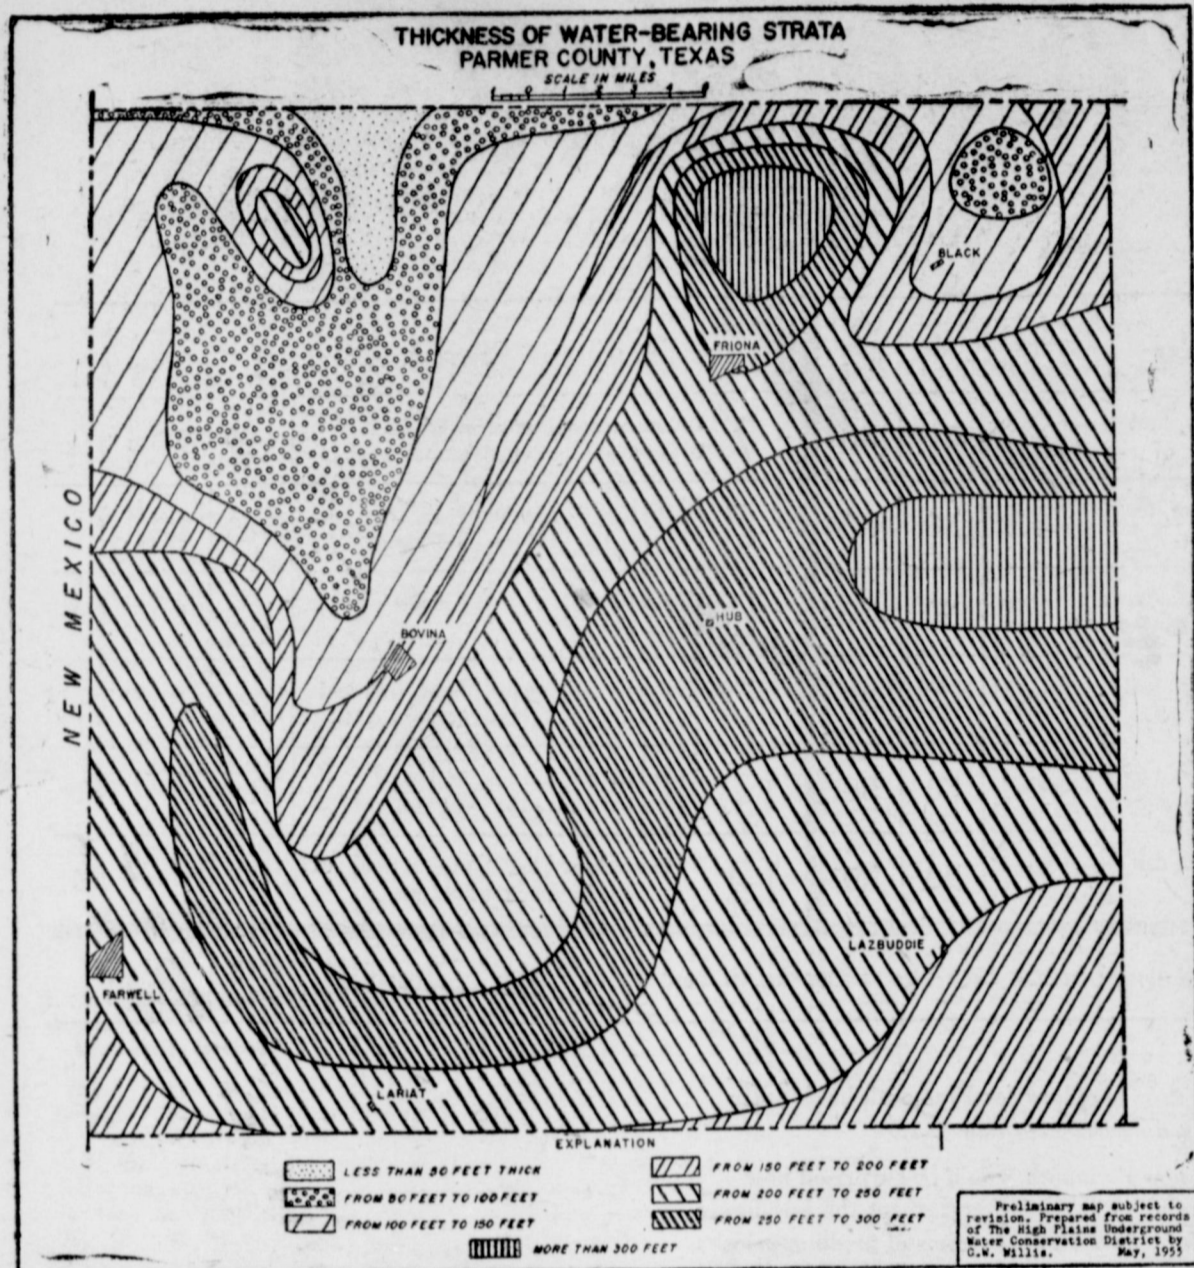 THICKNESS OF WATER-BEARING STRATA
PARMER COUNTY, TEXAS
SCALE IN MILES
BLACK
FRIONA
NEW MEXICO
HUB
BOVINA
LAZBUDDIE
FARWELL
LARIAT
EXPLANATION
LESS THAN 50 FEET THICK
FROM 50 FEET TO 100 FEET
FROM 100 FEET TO 150 FEET
FROM 150 FEET TO 200 FEET
FROM 200 FEET TO 250 FEET
FROM 250 FEET TO 300 FEET
MORE THAN 300 FEET
Preliminary map subject to
revision. Prepared from records
of The High Plains Underground
Water Conservation District by
G.W. Willis. May, 1955